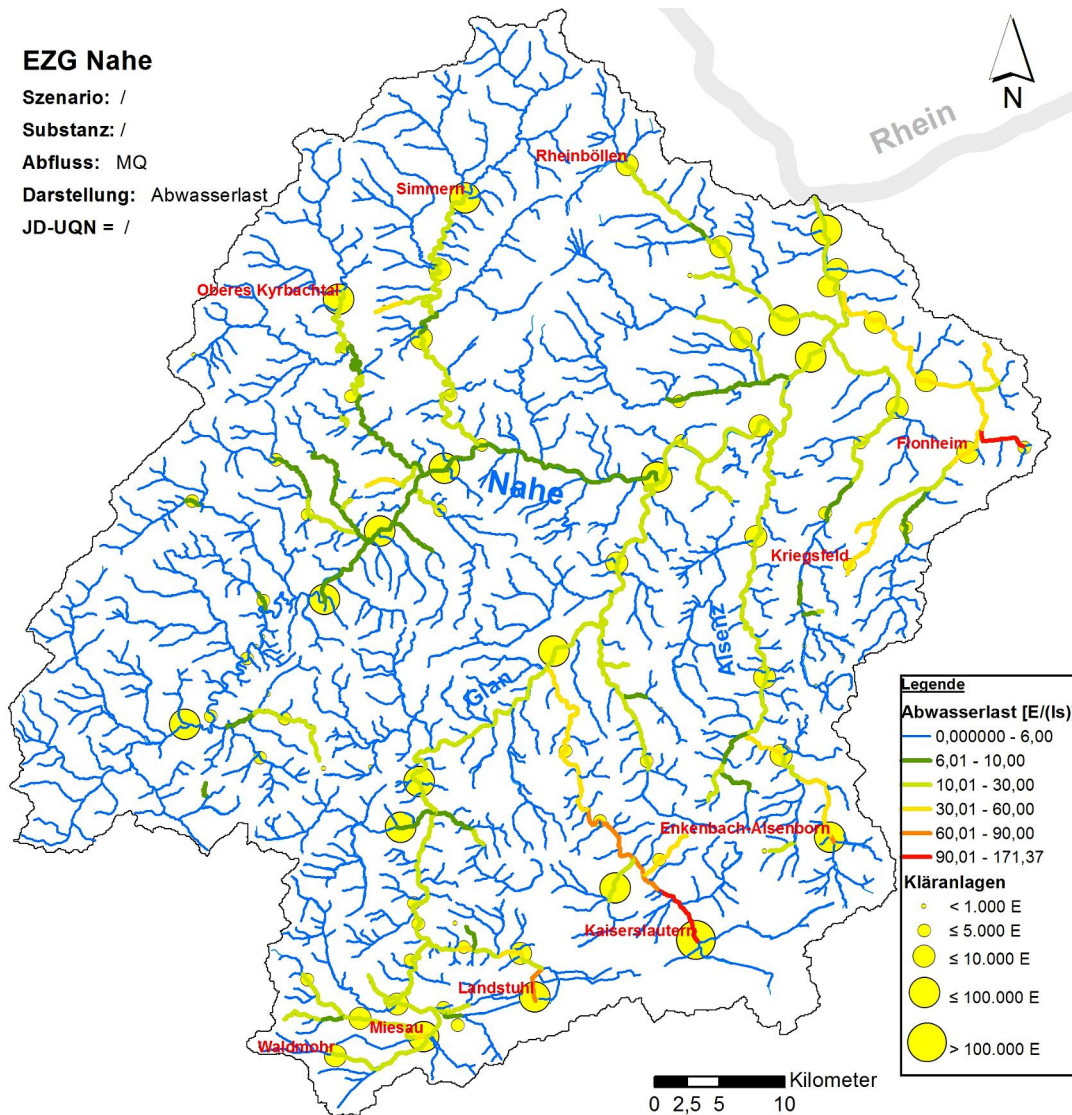 EZG Nahe
Szenario: /
Substanz: /
Abfluss: MQ
Darstellung: Abwasserlast
JD-UQN = /
N
Rhein
Rheinböllen
Simmern
Oberes Kyrbachtal
Flonheim
Nahe
Kriegsfeld
Alsenz
Glan
Enkenbach-Alsenborn
Kaiserslautern
Landstuhl
Miesau
Waldmohr
Legende
Abwasserlast [E/(ls)
0,000000 - 6,00
6,01 - 10,00
10,01 - 30,00
30,01 - 60,00
60,01 - 90,00
90,01 - 171,37
Kläranlagen
< 1.000 E
≤ 5.000 E
≤ 10.000 E
≤ 100.000 E
> 100.000 E
Kilometer
0 2,5 5 10